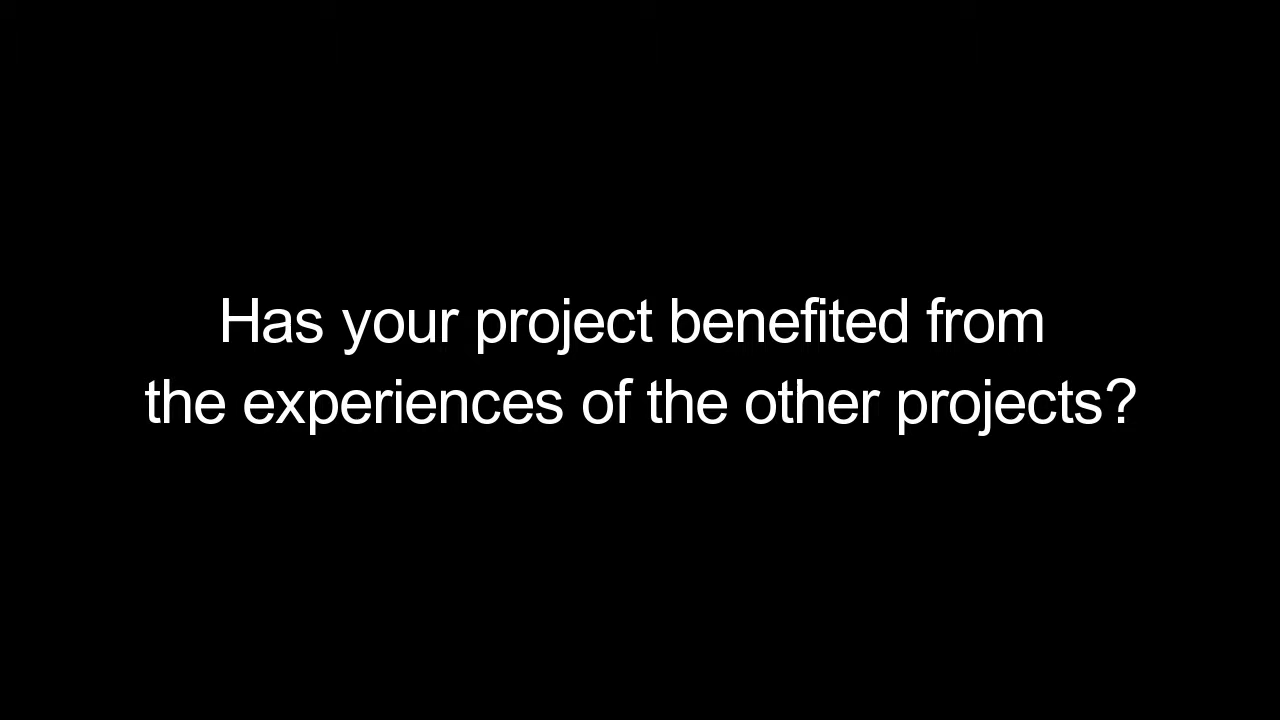 Has your project benefited from
the experiences of the other projects?